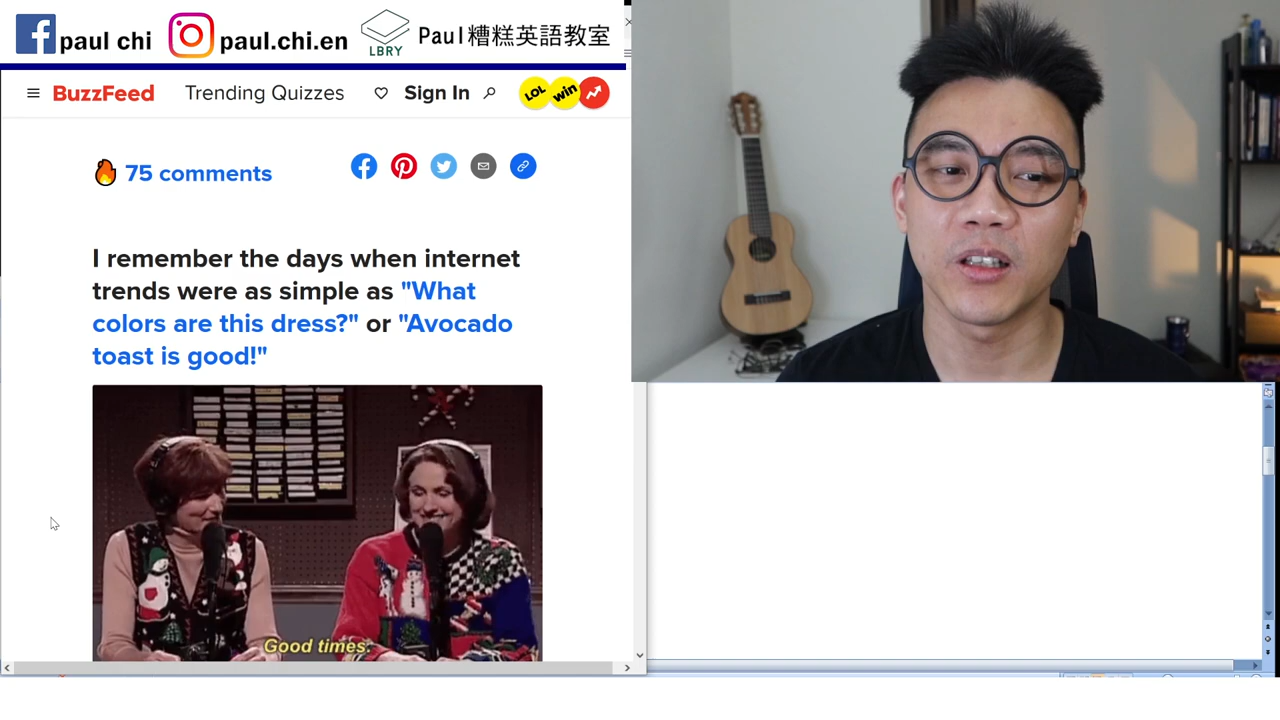 paul chi
paul.chi.en
LBRY
Paul糟糕英語教室
BuzzFeed
Trending Quizzes
Sign In
LOL
win
75 comments
I remember the days when internet
trends were as simple as "What
colors are this dress?" or "Avocado
toast is good!"
Good times.